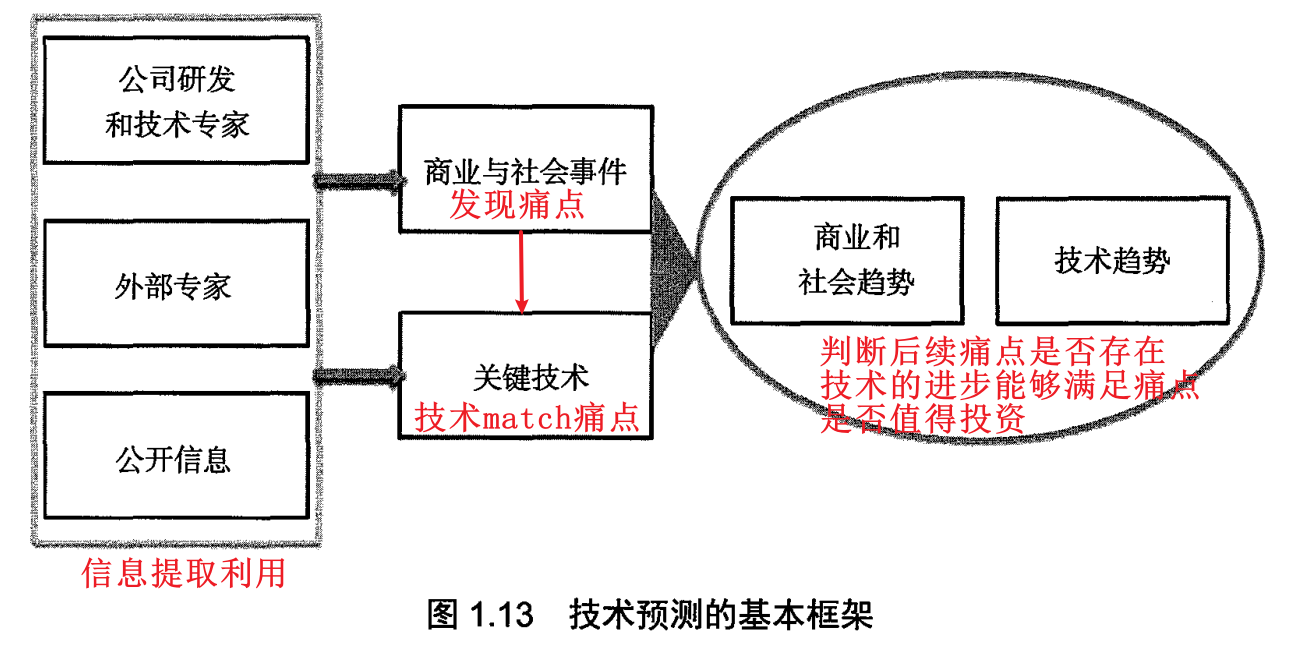 公司研发
和技术专家
外部专家
公开信息
信息提取利用
商业与社会事件
发现痛点
关键技术
技术match痛点
商业和
社会趋势
技术趋势
判断后续痛点是否存在
技术的进步能够满足痛点
是否值得投资
图 1.13 技术预测的基本框架